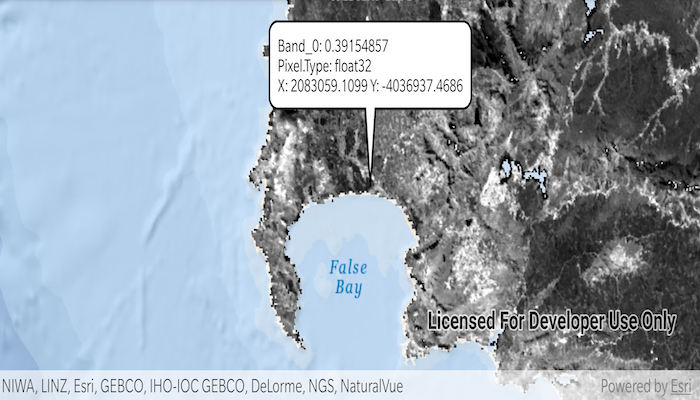 Band_0: 0.39154857
Pixel.Type: float32
X: 2083059.1099 Y: -4036937.4686
False
Bay
Licensed For Developer Use Only
NIWA, LINZ, Esri, GEBCO, IHO-IOC GEBCO, DeLorme, NGS, NaturalVue
Powered by Esri